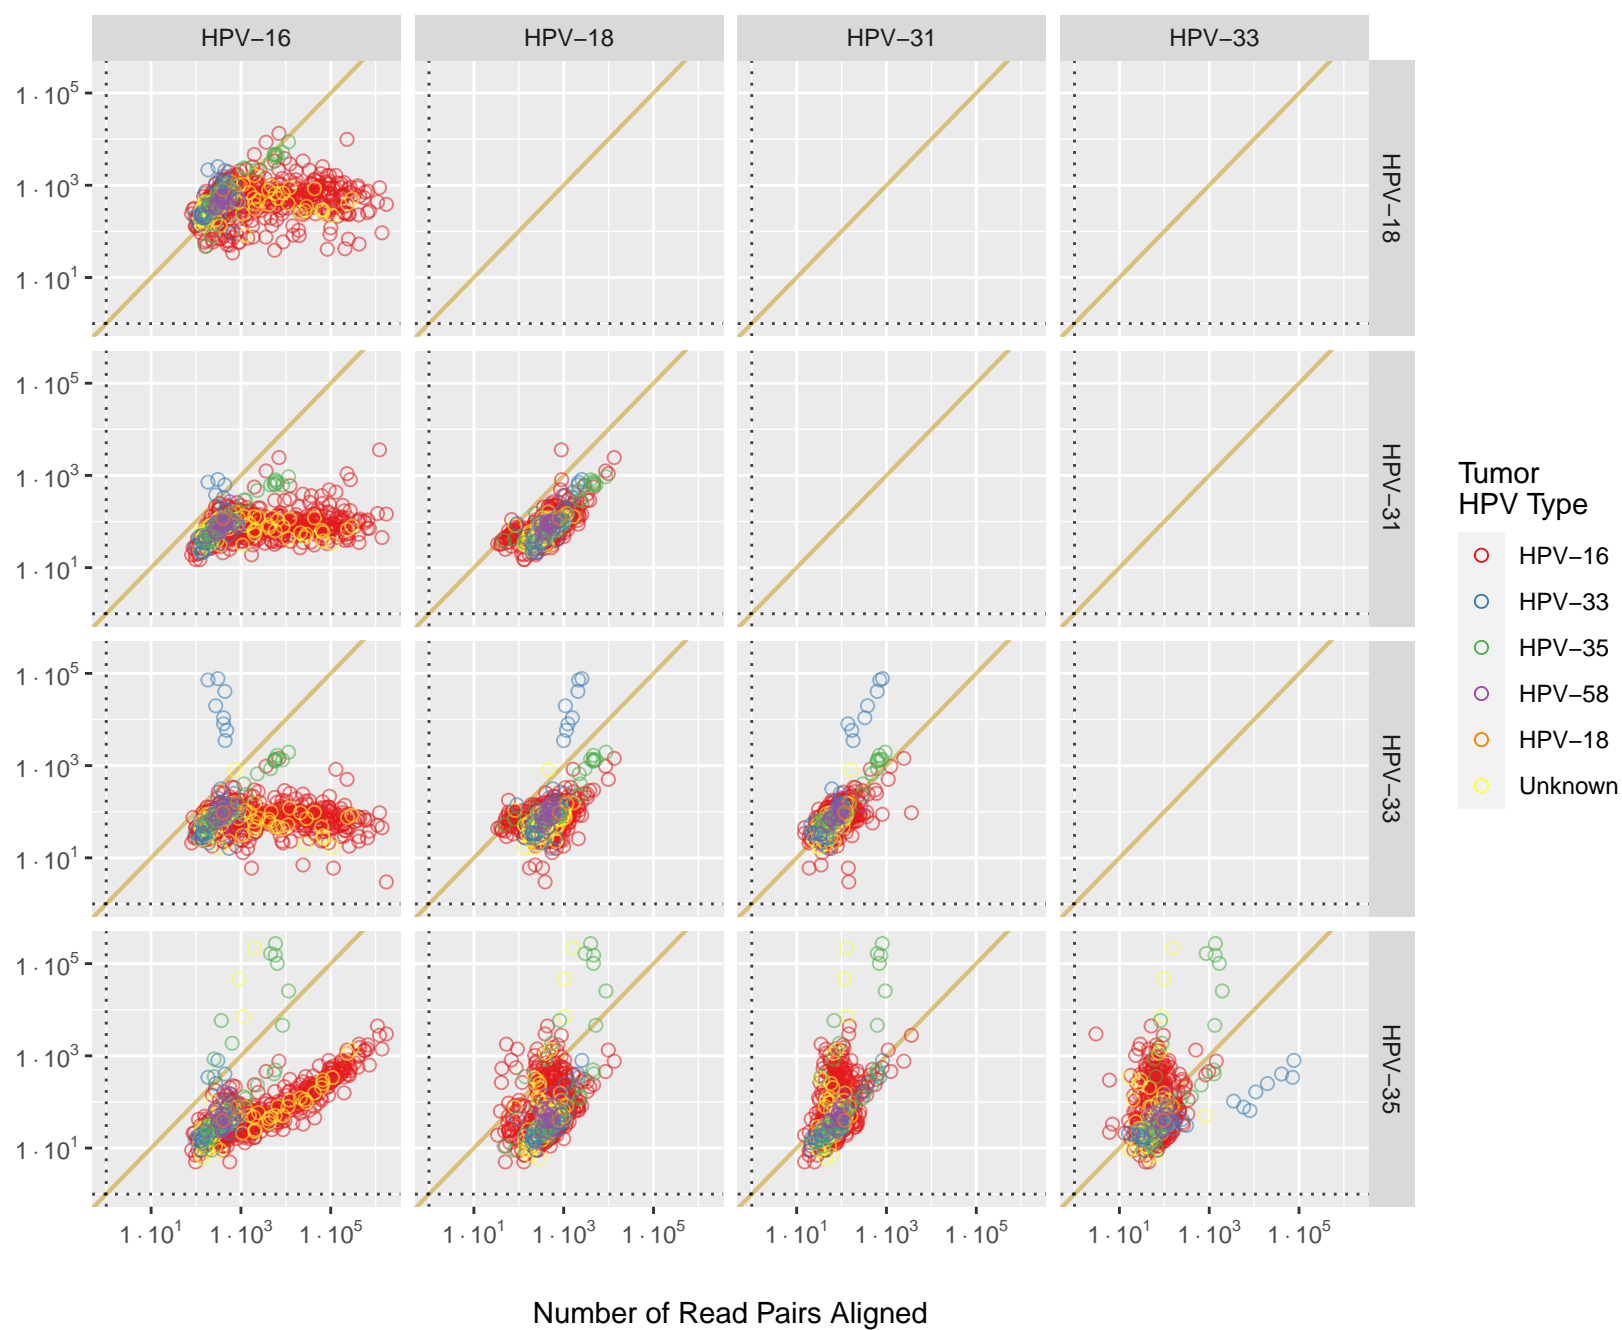 HPV−16 HPV−18 HPV−31 HPV−33
1 · 10⁵
1 · 10³
1 · 10¹
HPV−18
1 · 10⁵
1 · 10³
1 · 10¹
HPV−31
1 · 10⁵
1 · 10³
1 · 10¹
HPV−33
1 · 10⁵
1 · 10³
1 · 10¹
HPV−35
1 · 10¹ 1 · 10³ 1 · 10⁵ 1 · 10¹ 1 · 10³ 1 · 10⁵ 1 · 10¹ 1 · 10³ 1 · 10⁵ 1 · 10¹ 1 · 10³ 1 · 10⁵
Number of Read Pairs Aligned
Tumor
HPV Type
HPV−16
HPV−33
HPV−35
HPV−58
HPV−18
Unknown